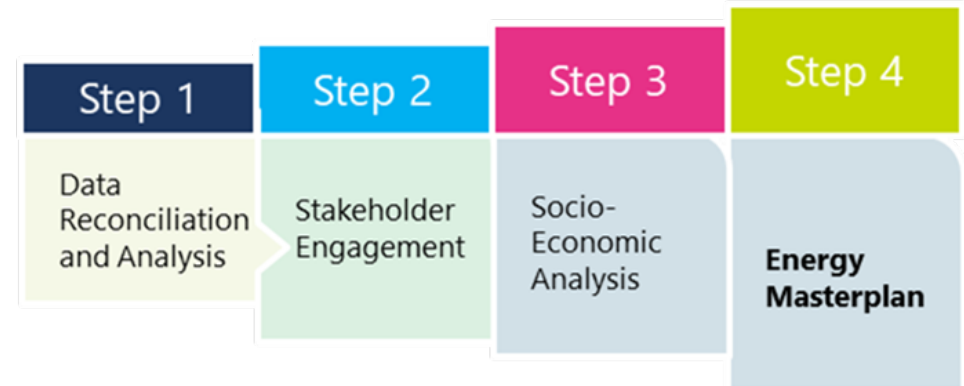 Step 1
Data
Reconciliation
and Analysis
Step 2
Stakeholder
Engagement
Step 3
Socio-
Economic
Analysis
Step 4
Energy
Masterplan